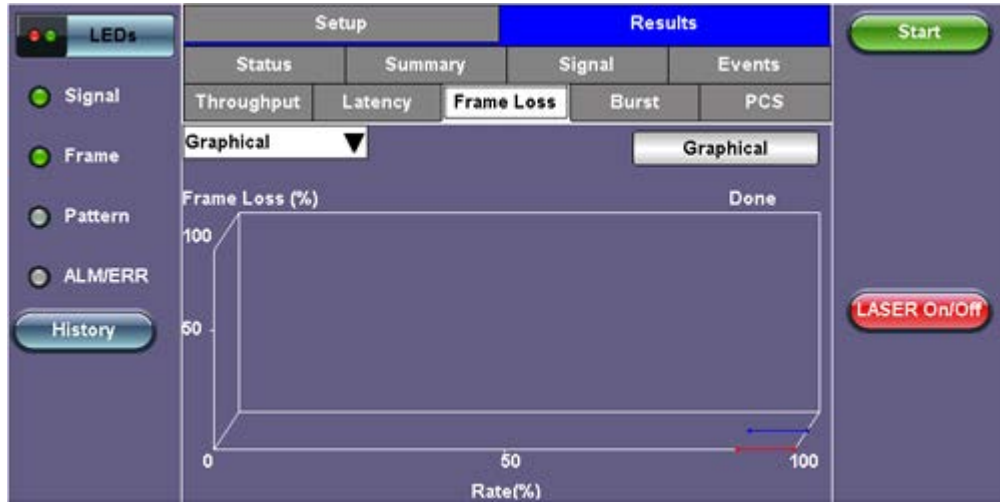 LEDs
Setup
Results
Start
Status
Summary
Signal
Events
Signal
Throughput
Latency
Frame Loss
Burst
PCS
Graphical
Graphical
Frame
Frame Loss (%)
Done
Pattern
100
ALM/ERR
LASER On/Off
History
50
0
50
100
Rate(%)